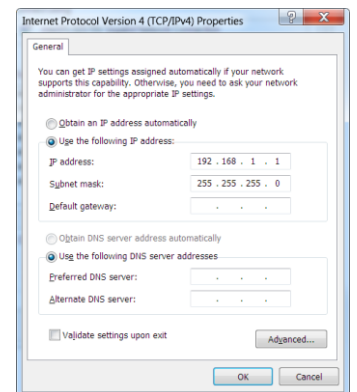 Internet Protocol Version 4 (TCP/IPv4) Properties
General
You can get IP settings assigned automatically if your network
supports this capability. Otherwise, you need to ask your network
administrator for the appropriate IP settings.
Obtain an IP address automatically
Use the following IP address:
IP address: 192 . 168 . 1 . 1
Subnet mask: 255 . 255 . 255 . 0
Default gateway: . . .
Obtain DNS server address automatically
Use the following DNS server addresses
Preferred DNS server: . . .
Alternate DNS server: . . .
Validate settings upon exit
Advanced...
OK Cancel